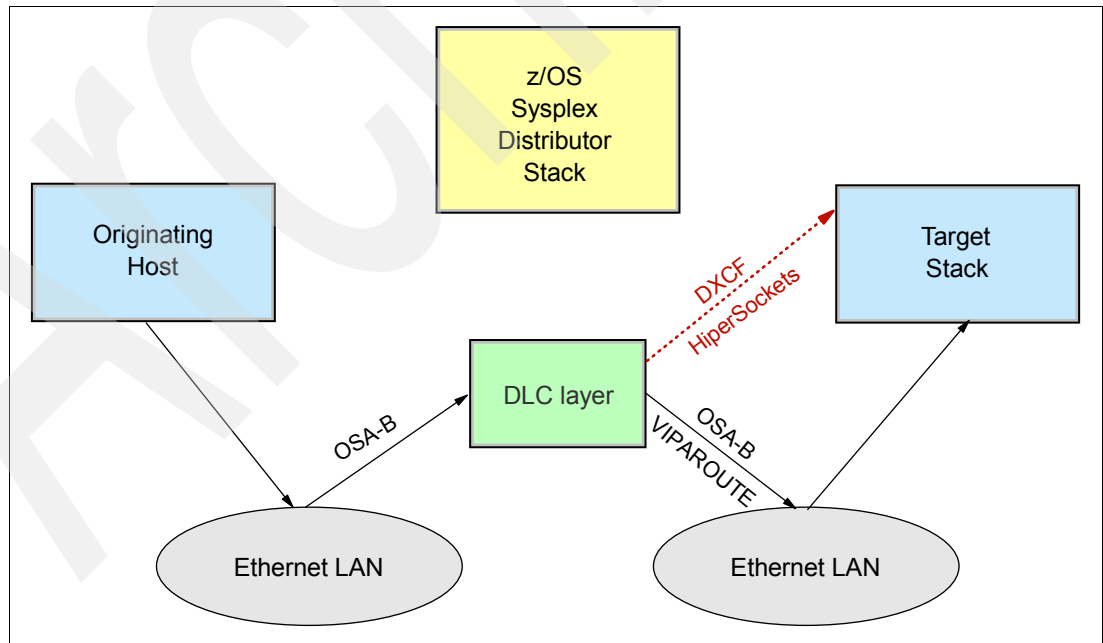 z/OS
Sysplex
Distributor
Stack
Originating
Host
Target
Stack
DXCF
HiperSockets
DLC layer
OSA-B
OSA-B
VIPAROUTE
Ethernet LAN
Ethernet LAN